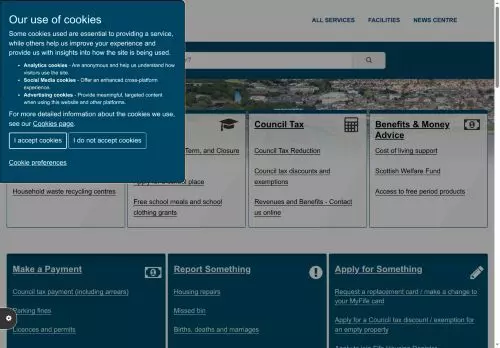 Our use of cookies
Some cookies used are essential to providing a service,
while others help us improve your experience and
provide us with insights into how the site is being used.
Analytics cookies - Are anonymous and help us understand how
visitors use the site.
Social Media cookies - Offer an enhanced cross-platform
experience.
Advertising cookies - Provide meaningful, targeted content
when using this website and other platforms.
For more detailed information about the cookies we use,
see our Cookies page.
I accept cookies
I do not accept cookies
Cookie preferences
ALL SERVICES
FACILITIES
NEWS CENTRE
Household waste recycling centres
Term, and Closure
place
Free school meals and school
clothing grants
Council Tax
Council Tax Reduction
Council tax discounts and
exemptions
Revenues and Benefits - Contact
us online
Benefits & Money
Advice
Cost of living support
Scottish Welfare Fund
Access to free period products
Make a Payment
Council tax payment (including arrears)
Parking fines
Licences and permits
Report Something
Housing repairs
Missed bin
Births, deaths and marriages
Apply for Something
Request a replacement card / make a change to
your MyFife card
Apply for a Council tax discount / exemption for
an empty property